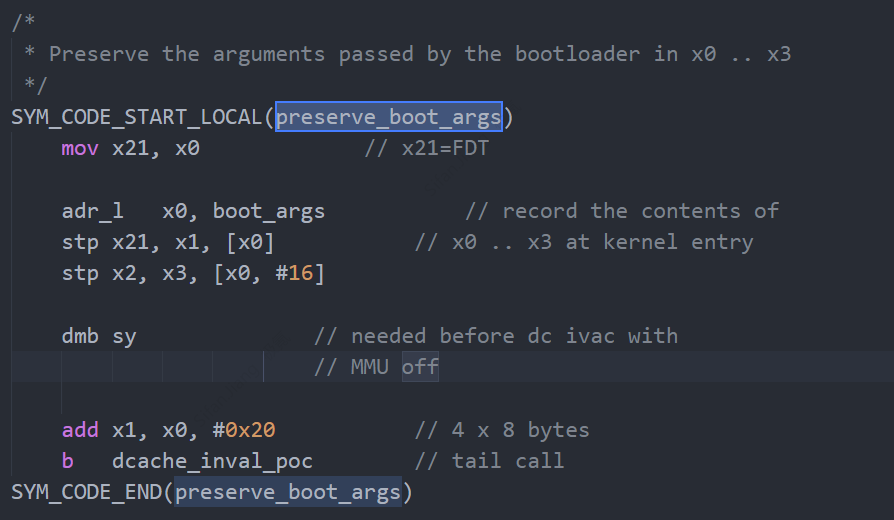 /*
 * Preserve the arguments passed by the bootloader in x0 .. x3
 */
SYM_CODE_START_LOCAL(preserve_boot_args)
    mov x21, x0             // x21=FDT
    adr_l   x0, boot_args           // record the contents of
    stp x21, x1, [x0]           // x0 .. x3 at kernel entry
    stp x2, x3, [x0, #16]
    dmb sy              // needed before dc ivac with
                        // MMU off
    add x1, x0, #0x20           // 4 x 8 bytes
    b   dcache_inval_poc        // tail call
SYM_CODE_END(preserve_boot_args)